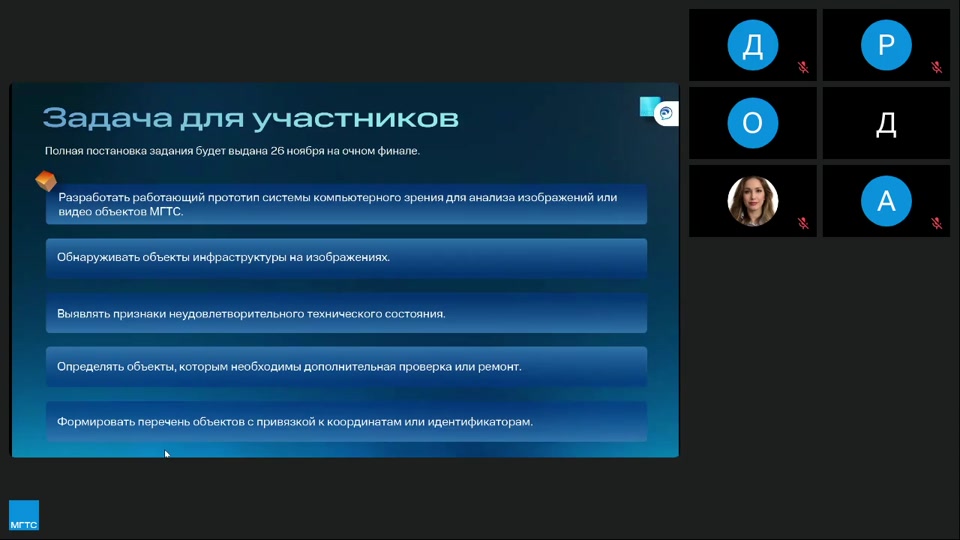 Задача для участников
Полная постановка задания будет выдана 26 ноября на очном финале.
Разработать работающий прототип системы компьютерного зрения для анализа изображений или
видео объектов МГТС.
Обнаруживать объекты инфраструктуры на изображениях.
Выявлять признаки неудовлетворительного технического состояния.
Определять объекты, которым необходимы дополнительная проверка или ремонт.
Формировать перечень объектов с привязкой к координатам или идентификаторам.
Д
Р
О
Д
А
МГТС